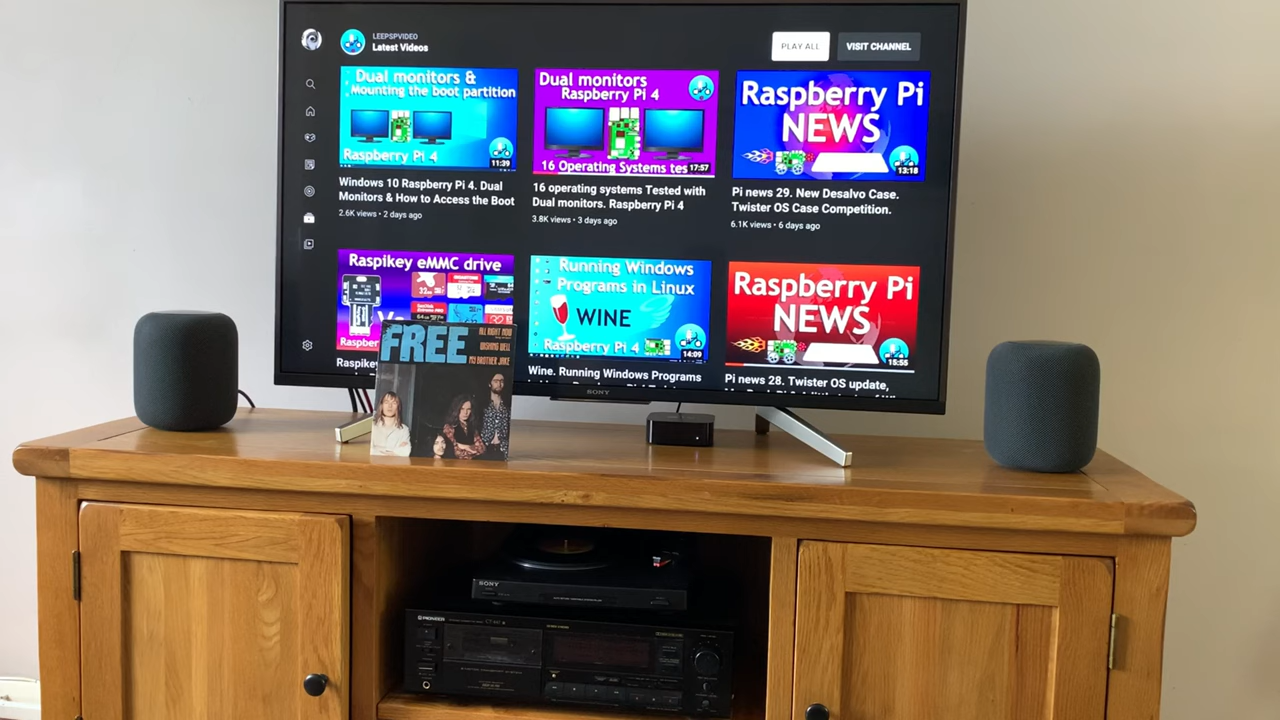 LEEPSPVIDEO
Latest Videos
PLAY ALL
VISIT CHANNEL
Dual monitors &
Mounting the boot partition
Raspberry Pi 4
11:39
Dual monitors
Raspberry Pi 4
16 Operating Systems tes
17:57
Raspberry Pi
NEWS
13:18
Windows 10 Raspberry Pi 4. Dual
Monitors & How to Access the Boot
2.6K views • 2 days ago
16 operating systems Tested with
Dual monitors. Raspberry Pi 4
3.8K views • 3 days ago
Pi news 29. New Desalvo Case.
Twister OS Case Competition.
6.1K views • 6 days ago
Raspikey eMMC drive
Running Windows
Programs in Linux
WINE
Raspberry Pi 4
14:09
Raspberry Pi
NEWS
15:55
Raspikey
Wine. Running Windows Programs
Pi news 28. Twister OS update,
FREE
ALL RIGHT NOW
WISHING WELL
MY BROTHER JAKE
SONY
SONY
PIONEER